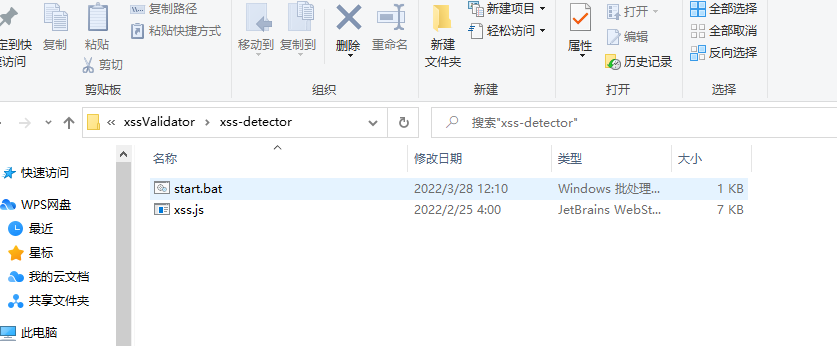 定到快
速访问
复制
粘贴
复制路径
粘贴快捷方式
剪切
剪贴板
移动到
复制到
删除
重命名
组织
新建
文件夹
新建项目
轻松访问
新建
属性
打开
编辑
历史记录
打开
全部选择
全部取消
反向选择
选择
« xssValidator › xss-detector
搜索"xss-detector"
名称 修改日期 类型 大小
快速访问
WPS网盘
最近
星标
我的云文档
共享文件夹
此电脑
start.bat 2022/3/28 12:10 Windows 批处理... 1 KB
xss.js 2022/2/25 4:00 JetBrains WebSt... 7 KB